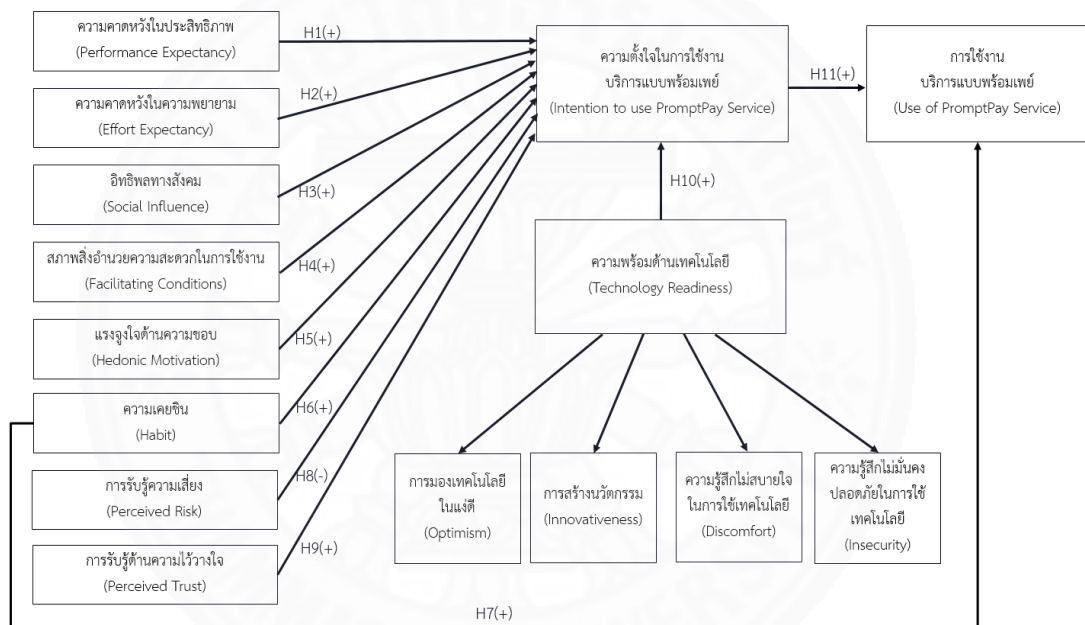 ความคาดหวังในประสิทธิภาพ
(Performance Expectancy)
H1(+)
ความคาดหวังในความพยายาม
(Effort Expectancy)
H2(+)
อิทธิพลทางสังคม
(Social Influence)
H3(+)
สภาพสิ่งอำนวยความสะดวกในการใช้งาน
(Facilitating Conditions)
H4(+)
แรงจูงใจด้านความชอบ
(Hedonic Motivation)
H5(+)
ความเคยชิน
(Habit)
H6(+)
การรับรู้ความเสี่ยง
(Perceived Risk)
H8(-)
การรับรู้ด้านความไว้วางใจ
(Perceived Trust)
H9(+)
ความตั้งใจในการใช้งาน
บริการแบบพร้อมเพย์
(Intention to use PromptPay Service)
H11(+)
การใช้งาน
บริการแบบพร้อมเพย์
(Use of PromptPay Service)
H10(+)
ความพร้อมด้านเทคโนโลยี
(Technology Readiness)
การมองเทคโนโลยี
ในแง่ดี
(Optimism)
การสร้างนวัตกรรม
(Innovativeness)
ความรู้สึกไม่สบายใจ
ในการใช้เทคโนโลยี
(Discomfort)
ความรู้สึกไม่มั่นคง
ปลอดภัยในการใช้
เทคโนโลยี
(Insecurity)
H7(+)